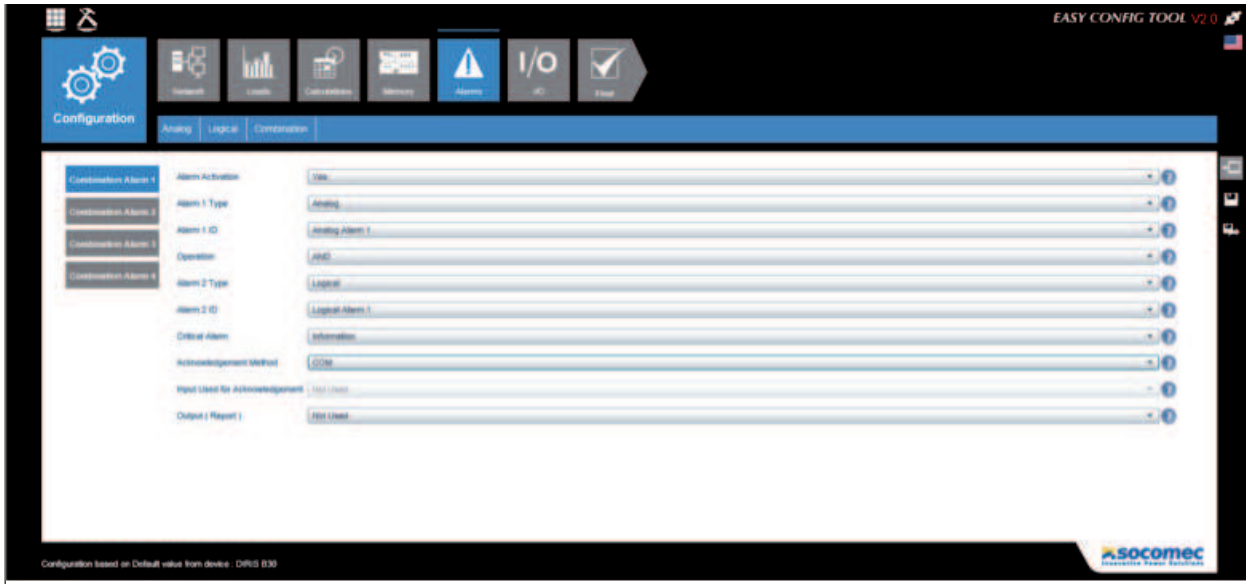 EASY CONFIG TOOL V2.0
Configuration
Network
Loads
Calculations
Memory
I/O
Alarms
I/O
Final
Analog
Logical
Combination
Combination Alarm 1
Combination Alarm 2
Combination Alarm 3
Combination Alarm 4
Alarm Activation
Yes
Alarm 1 Type
Analog
Alarm 1 ID
Analog Alarm 1
Operation
AND
Alarm 2 Type
Logical
Alarm 2 ID
Logical Alarm 1
Critical Alarm
Information
Acknowledgement Method
COM
Input Used for Acknowledgement
Not Used
Output ( Report )
Not Used
Configuration based on Default value from device : DIRIS B30
socomec
Innovative Power Solutions